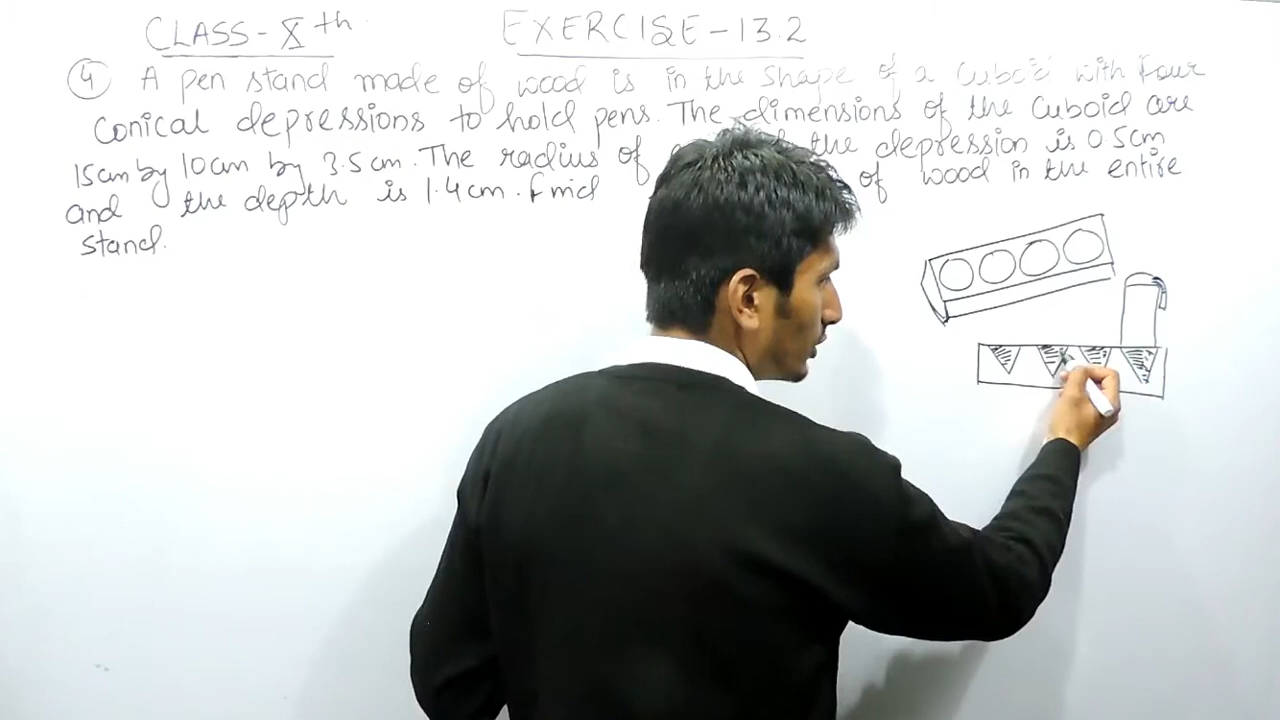 CLASS-Xth EXERCISE-13.2
④ A pen stand made of wood is in the shape of a cuboid with four
conical depressions to hold pens. The dimensions of the cuboid are
15cm by 10cm by 3.5cm. The radius of the depression is 0.5cm
and the depth is 1.4cm. Find of wood in the entire
stand.